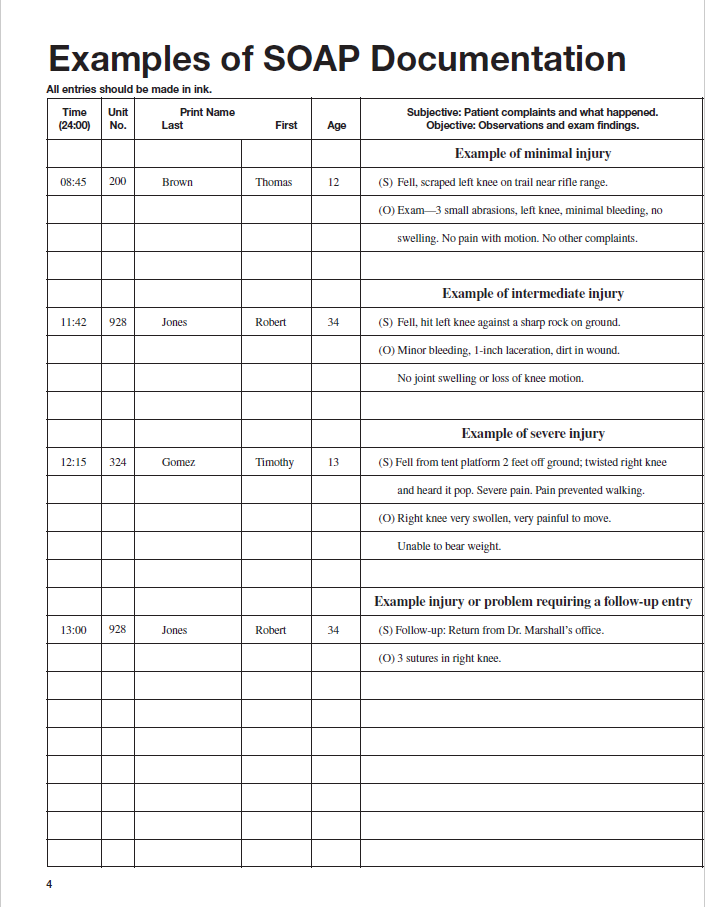 Examples of SOAP Documentation
All entries should be made in ink.
Time Unit Print Name Subjective: Patient complaints and what happened.
(24:00) No. Last First Age Objective: Observations and exam findings.
Example of minimal injury
08:45 200 Brown Thomas 12 (S) Fell, scraped left knee on trail near rifle range.
(O) Exam—3 small abrasions, left knee, minimal bleeding, no
swelling. No pain with motion. No other complaints.
Example of intermediate injury
11:42 928 Jones Robert 34 (S) Fell, hit left knee against a sharp rock on ground.
(O) Minor bleeding, 1-inch laceration, dirt in wound.
No joint swelling or loss of knee motion.
Example of severe injury
12:15 324 Gomez Timothy 13 (S) Fell from tent platform 2 feet off ground; twisted right knee
and heard it pop. Severe pain. Pain prevented walking.
(O) Right knee very swollen, very painful to move.
Unable to bear weight.
Example injury or problem requiring a follow-up entry
13:00 928 Jones Robert 34 (S) Follow-up: Return from Dr. Marshall's office.
(O) 3 sutures in right knee.
4